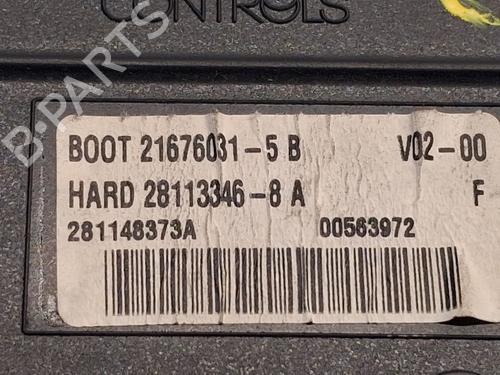 CONTROLS
B-PARTS
BOOT 21676031-5 B V02-00
HARD 28113346-8 A F
281148373A 00563972